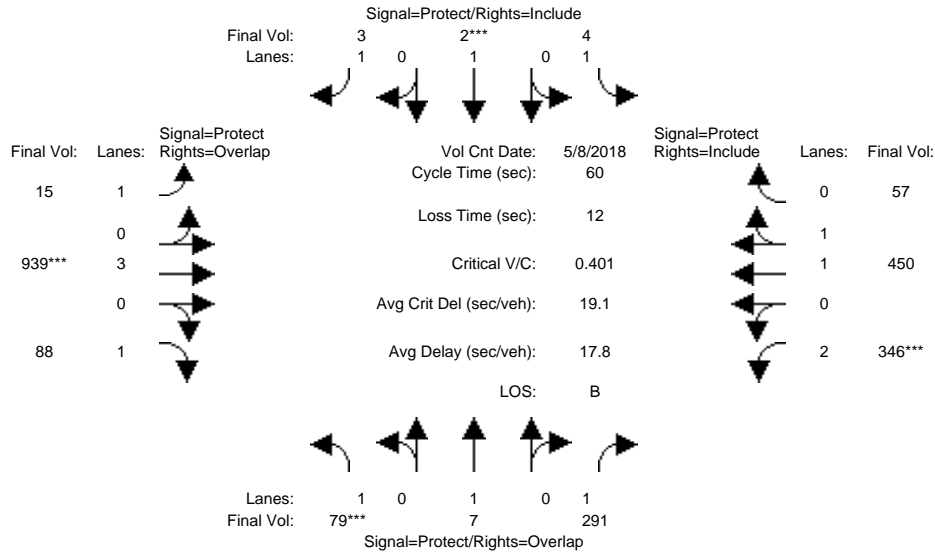 Signal=Protect/Rights=Include
Final Vol: 3 2*** 4
Lanes: 1 0 1 0 1
Signal=Protect
Final Vol: Lanes: Rights=Overlap
Vol Cnt Date: 5/8/2018
Signal=Protect
Rights=Include Lanes: Final Vol:
Cycle Time (sec): 60
15 1
0 57
Loss Time (sec): 12
0
1
939*** 3
Critical V/C: 0.401
1 450
0
Avg Crit Del (sec/veh): 19.1
0
88 1
Avg Delay (sec/veh): 17.8
2 346***
LOS: B
Lanes: 1 0 1 0 1
Final Vol: 79*** 7 291
Signal=Protect/Rights=Overlap